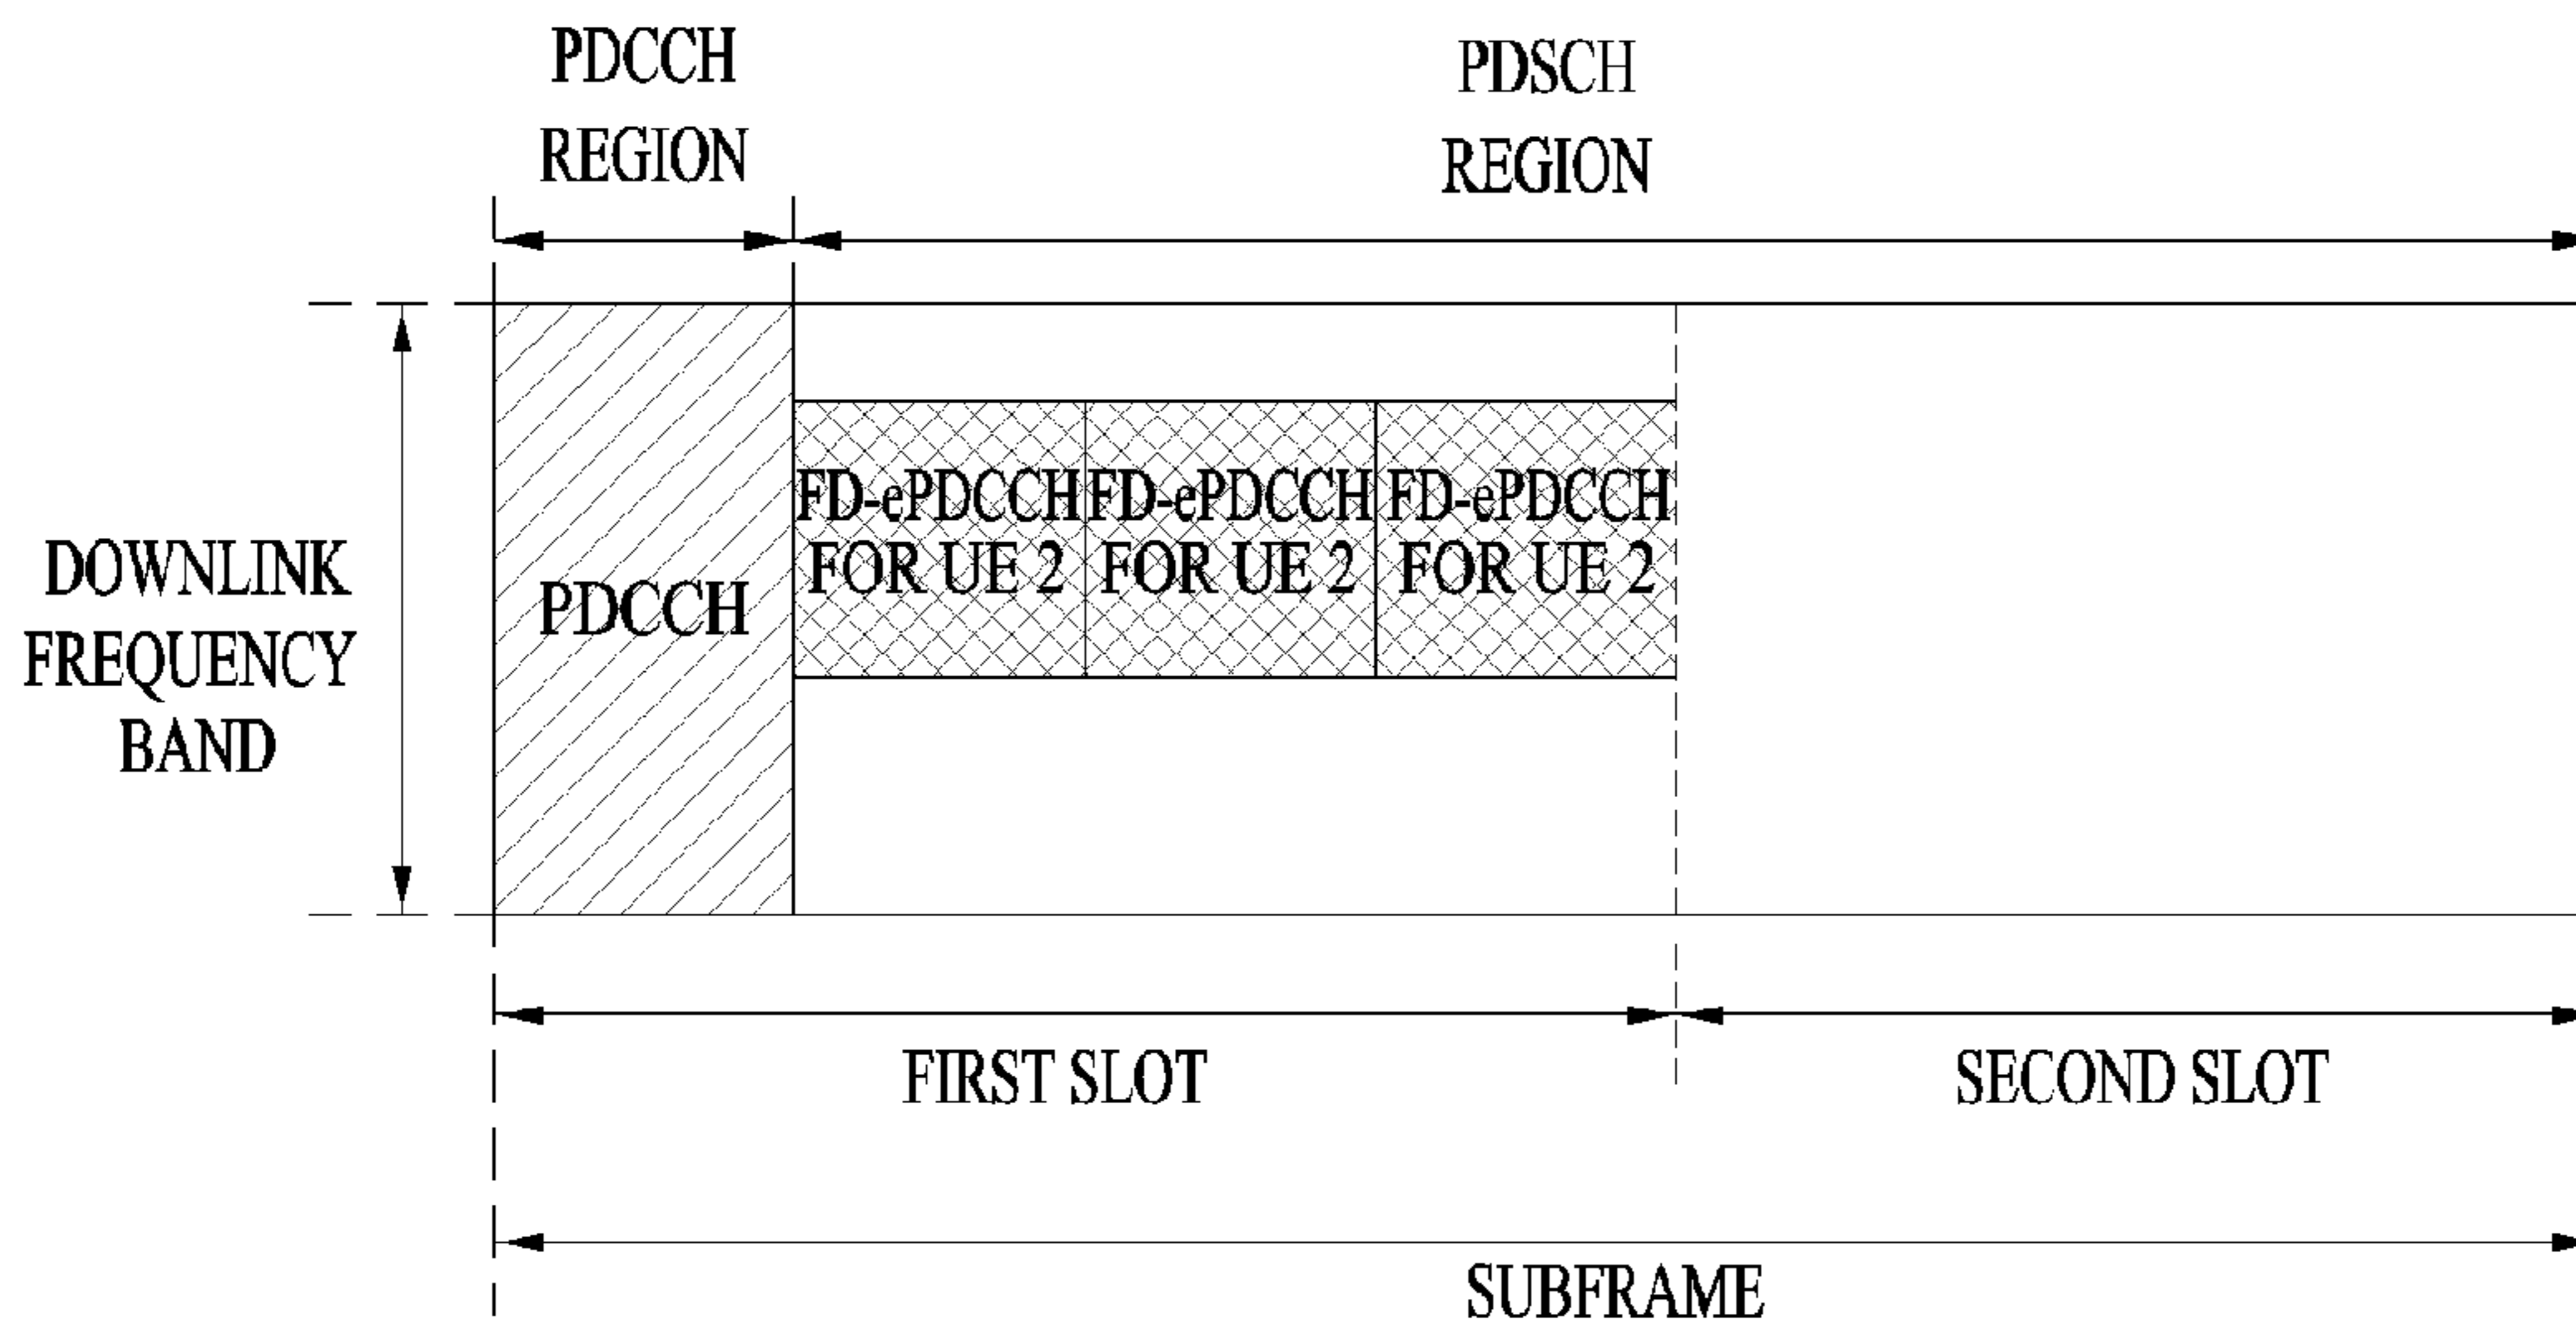 PDCCH
REGION
PDSCH
REGION
DOWNLINK
FREQUENCY
BAND
PDCCH
FD-ePDCCH
FOR UE 2
FD-ePDCCH
FOR UE 2
FD-ePDCCH
FOR UE 2
FIRST SLOT
SECOND SLOT
SUBFRAME